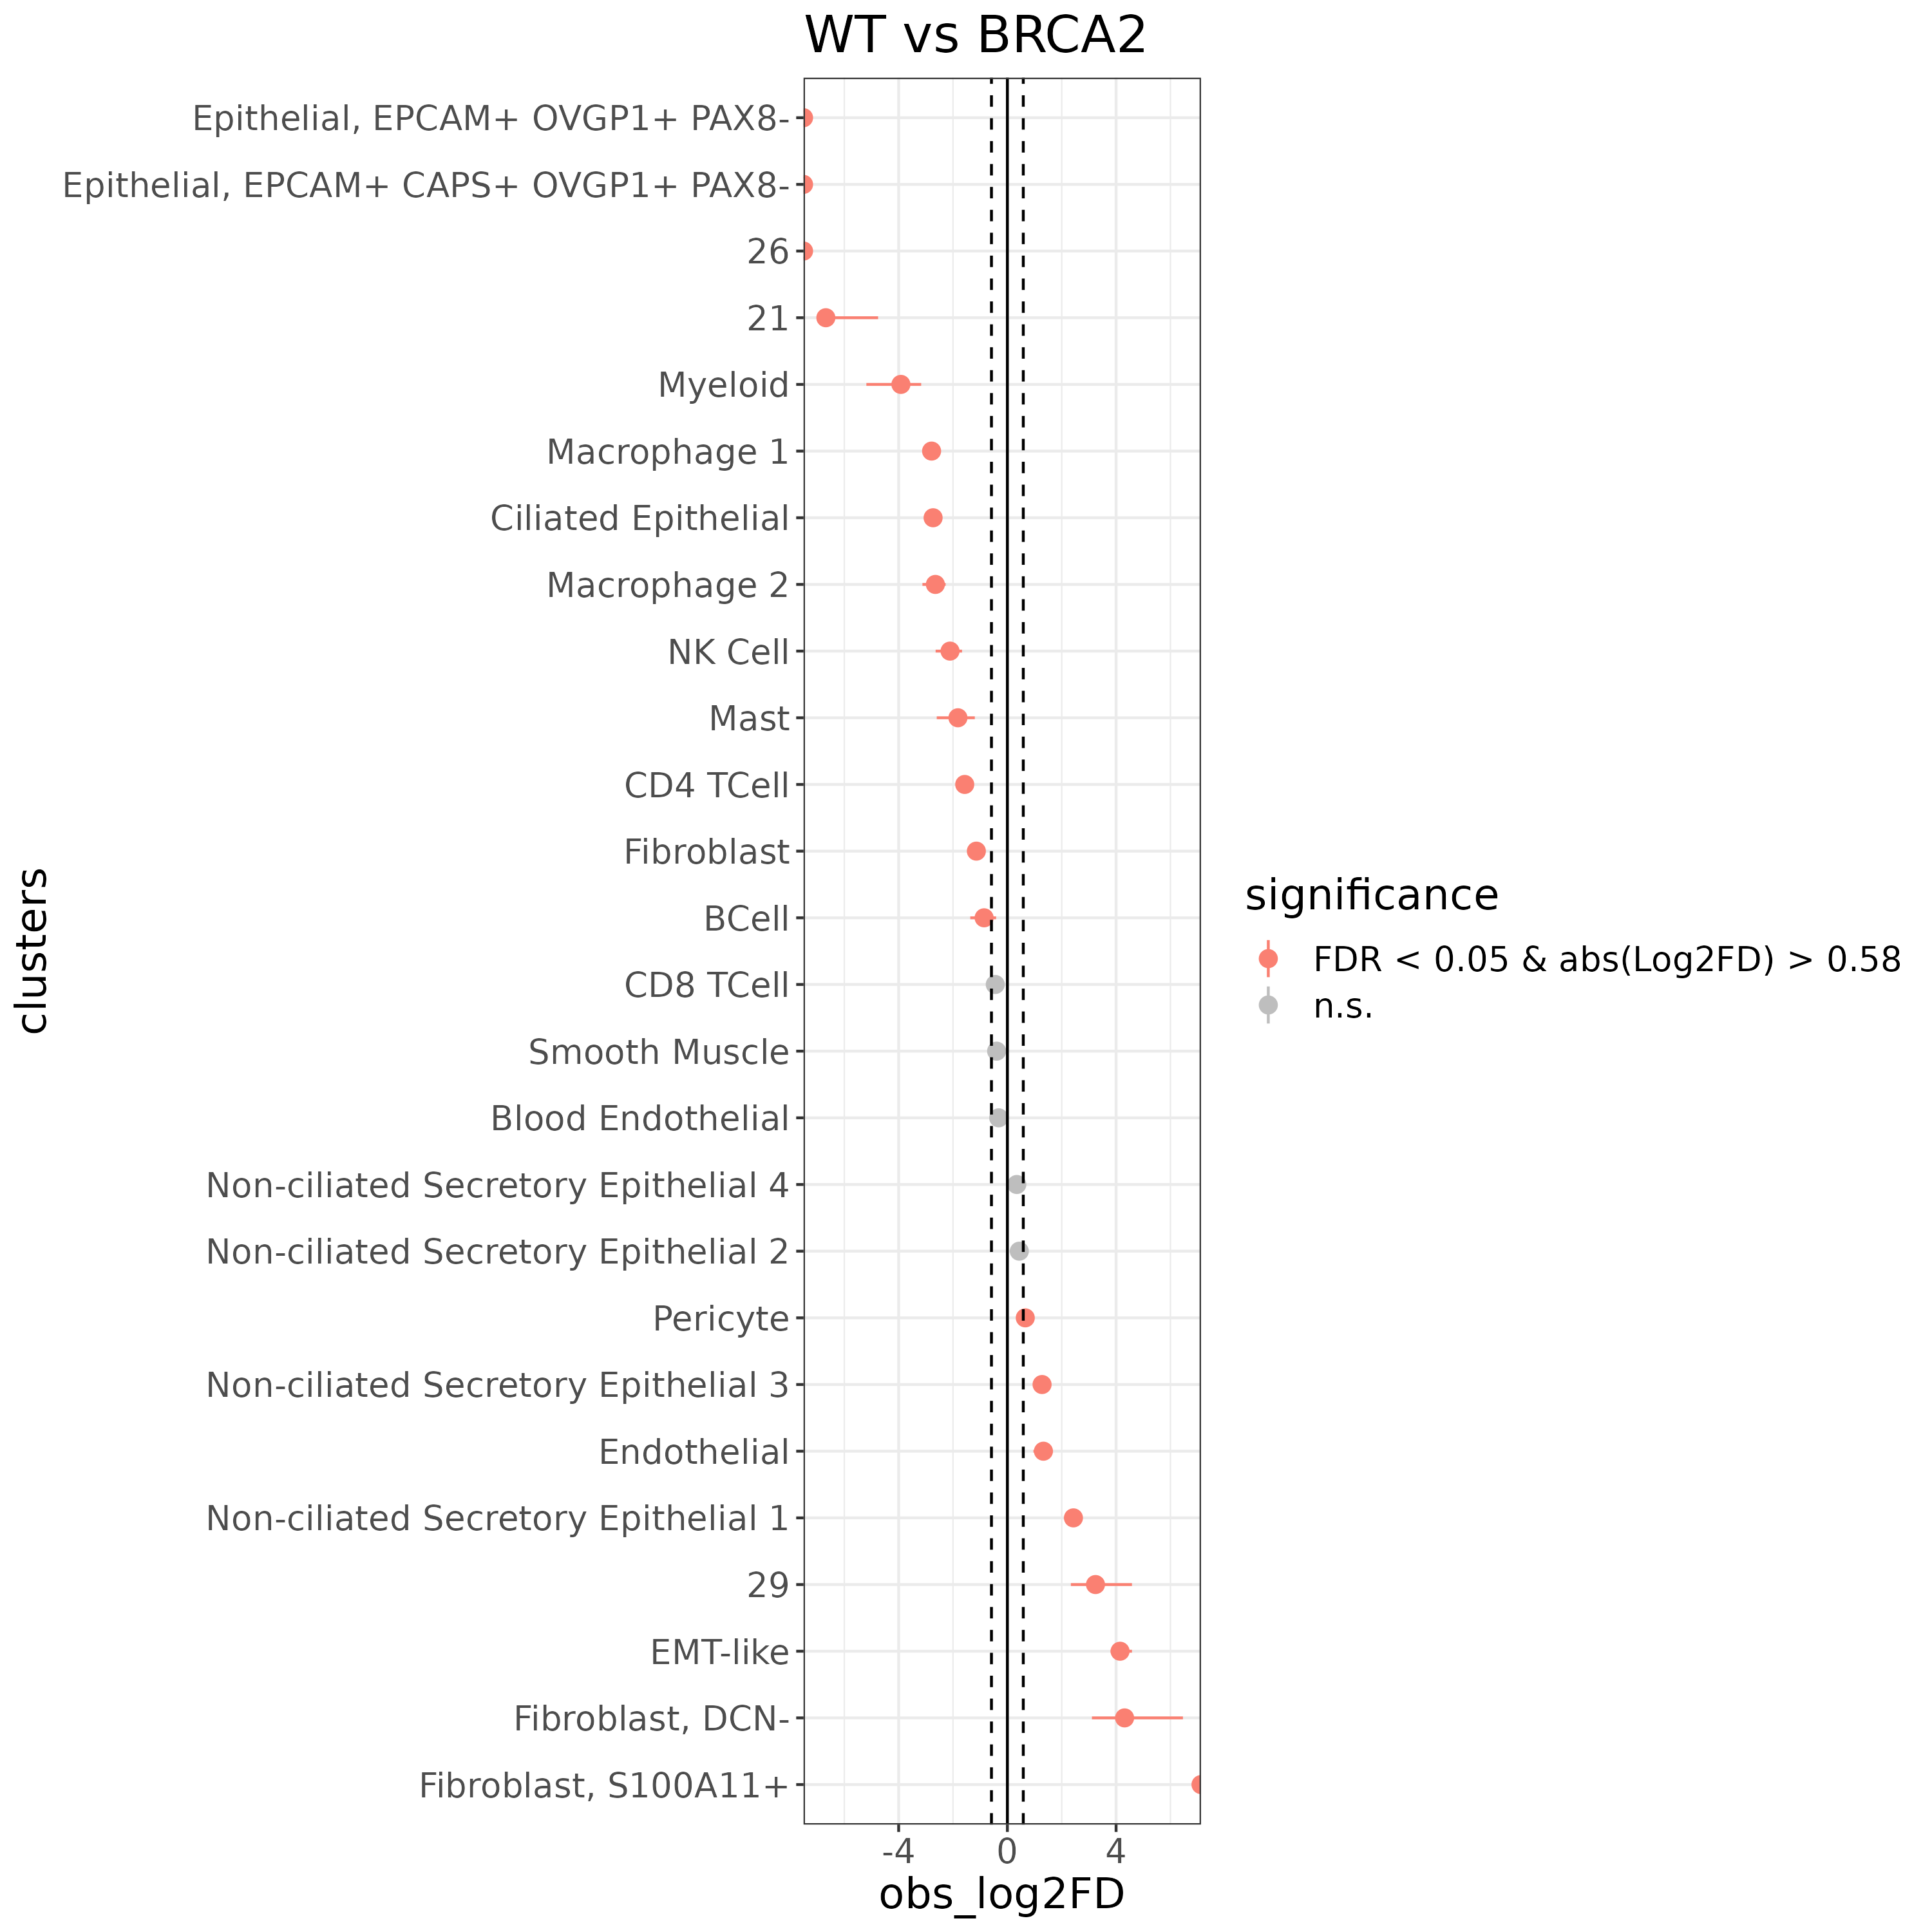 WT vs BRCA2
Epithelial, EPCAM+ OVGP1+ PAX8-
Epithelial, EPCAM+ CAPS+ OVGP1+ PAX8-
26
21
Myeloid
Macrophage 1
Ciliated Epithelial
Macrophage 2
NK Cell
Mast
CD4 TCell
Fibroblast
BCell
CD8 TCell
Smooth Muscle
Blood Endothelial
Non-ciliated Secretory Epithelial 4
Non-ciliated Secretory Epithelial 2
Pericyte
Non-ciliated Secretory Epithelial 3
Endothelial
Non-ciliated Secretory Epithelial 1
29
EMT-like
Fibroblast, DCN-
Fibroblast, S100A11+
clusters
-4 0 4
obs_log2FD
significance
FDR < 0.05 & abs(Log2FD) > 0.58
n.s.